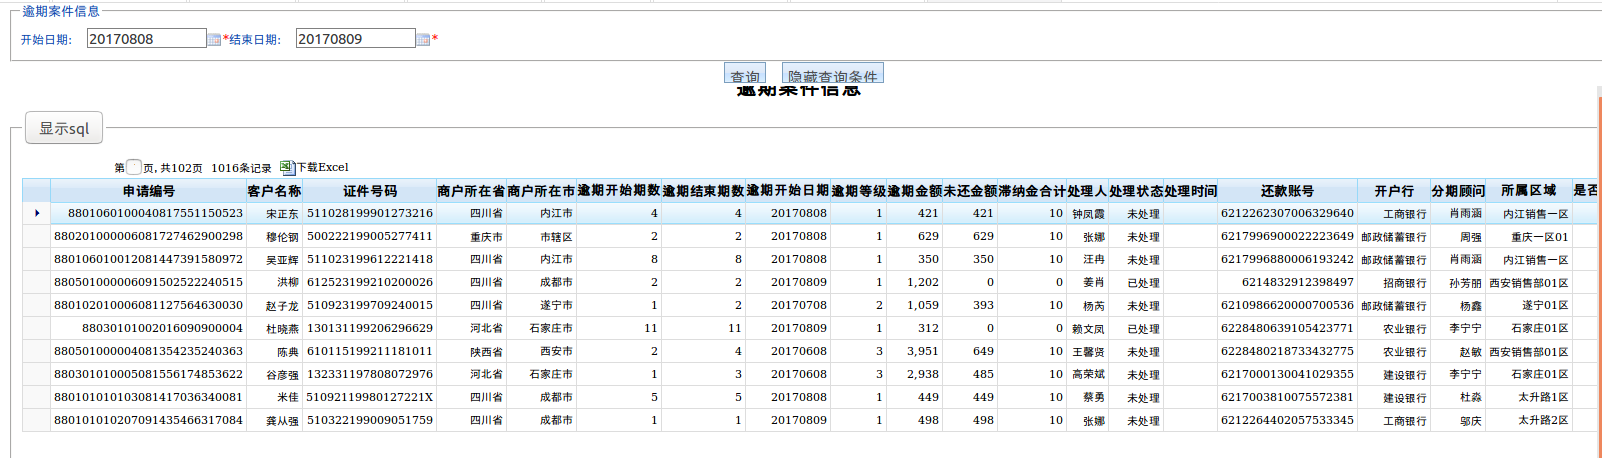 逾期案件信息
开始日期: 20170808 *结束日期: 20170809 *
查询 隐藏查询条件
逾期案件信息
显示sql
第 页, 共102页 1016条记录 下载Excel
申请编号 客户名称 证件号码 商户所在省 商户所在市 逾期开始期数 逾期结束期数 逾期开始日期 逾期等级 逾期金额 未还金额 滞纳金合计 处理人 处理状态 处理时间 还款账号 开户行 分期顾问 所属区域 是否
8801060100040817551150523 宋正东 511028199901273216 四川省 内江市 4 4 20170808 1 421 421 10 钟凤霞 未处理 6212262307006329640 工商银行 肖雨涵 内江销售一区
8802010000060817274629​00298 穆伦钢 500222199005277411 重庆市 市辖区 2 2 20170808 1 629 629 10 张娜 未处理 6217996900022223649 邮政储蓄银行 周强 重庆一区01
8801060100120814473915​80972 吴亚辉 511023199612221418 四川省 内江市 8 8 20170808 1 350 350 10 汪冉 未处理 6217996880006193242 邮政储蓄银行 肖雨涵 内江销售一区
8805010000060915022522​40515 洪柳 612523199210200026 四川省 成都市 2 2 20170809 1 1,202 0 0 姜肖 已处理 6214832912398497 招商银行 孙芳丽 西安销售部01区
8801020100060811275646​30030 赵子龙 510923199709240015 四川省 遂宁市 1 2 20170708 2 1,059 393 10 杨芮 未处理 6210986620000700536 邮政储蓄银行 杨鑫 遂宁01区
88030101002016090900004 杜晓燕 130131199206296629 河北省 石家庄市 11 11 20170809 1 312 0 0 赖文凤 已处理 6228480639105423771 农业银行 李宁宁 石家庄01区
8805010000040813542352​40363 陈典 610115199211181011 陕西省 西安市 2 4 20170608 3 3,951 649 10 王馨贤 未处理 6228480218733432775 农业银行 赵敏 西安销售部01区
8803010100050815561748​53622 谷彦强 132331197808072976 河北省 石家庄市 1 3 20170608 3 2,938 485 10 高荣斌 未处理 6217000130041029355 建设银行 李宁宁 石家庄01区
8801010101030814170363​40081 米佳 51092119980127221X 四川省 成都市 5 5 20170808 1 449 449 10 蔡勇 未处理 6217003810075572381 建设银行 杜淼 太升路1区
8801010102070914354663​17084 龚从强 510322199009051759 四川省 成都市 1 1 20170809 1 498 498 10 张娜 未处理 6212264402057533345 工商银行 邬庆 太升路2区